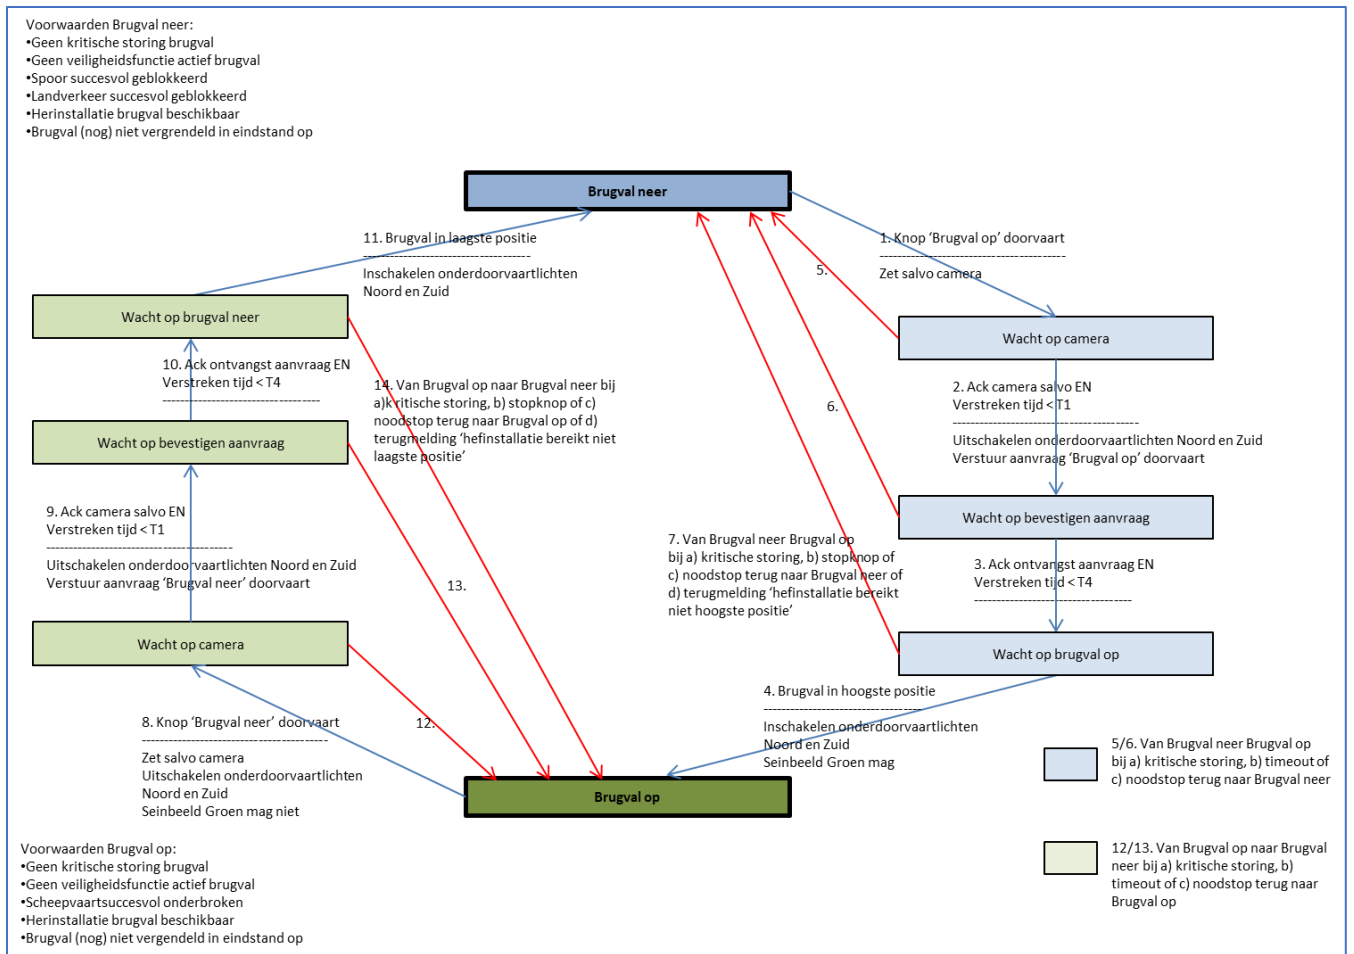 Voorwaarden Brugval neer:
•Geen kritische storing brugval
•Geen veiligheidsfunctie actief brugval
•Spoor succesvol geblokkeerd
•Landverkeer succesvol geblokkeerd
•Herinstallatie brugval beschikbaar
•Brugval (nog) niet vergrendeld in eindstand op
Brugval neer
11. Brugval in laagste positie
-----------------------------------
Inschakelen onderdoorvaartlichten
Noord en Zuid
1. Knop ‘Brugval op’ doorvaart
---------------------------------------
Zet salvo camera
5.
Wacht op brugval neer
Wacht op camera
10. Ack ontvangst aanvraag EN
Verstreken tijd < T4
---------------------------------
14. Van Brugval op naar Brugval neer bij
a)k ritische storing, b) stopknop of c)
noodstop terug naar Brugval op of d)
terugmelding ‘hefinstallatie bereikt niet
laagste positie’
6.
2. Ack camera salvo EN
Verstreken tijd < T1
---------------------------------------
Uitschakelen onderdoorvaartlichten Noord en Zuid
Verstuur aanvraag ‘Brugval op’ doorvaart
Wacht op bevestigen aanvraag
Wacht op bevestigen aanvraag
9. Ack camera salvo EN
Verstreken tijd < T1
---------------------------------------
Uitschakelen onderdoorvaartlichten Noord en Zuid
Verstuur aanvraag ‘Brugval neer’ doorvaart
13.
7. Van Brugval neer Brugval op
bij a) kritische storing, b) stopknop of
c) noodstop terug naar Brugval neer of
d) terugmelding ‘hefinstallatie bereikt
niet hoogste positie’
3. Ack ontvangst aanvraag EN
Verstreken tijd < T4
---------------------------------
Wacht op camera
Wacht op brugval op
8. Knop ‘Brugval neer’ doorvaart
---------------------------------------
Zet salvo camera
Uitschakelen onderdoorvaartlichten
Noord en Zuid
Seinbeeld Groen mag niet
12.
4. Brugval in hoogste positie
---------------------------------
Inschakelen onderdoorvaartlichten
Noord en Zuid
Seinbeeld Groen mag
Brugval op
5/6. Van Brugval neer Brugval op
bij a) kritische storing, b) timeout of
c) noodstop terug naar Brugval neer
12/13. Van Brugval op naar Brugval
neer bij a) kritische storing, b)
timeout of c) noodstop terug naar
Brugval op
Voorwaarden Brugval op:
•Geen kritische storing brugval
•Geen veiligheidsfunctie actief brugval
•Scheepvaartsuccesvol onderbroken
•Herinstallatie brugval beschikbaar
•Brugval (nog) niet vergendeld in eindstand op